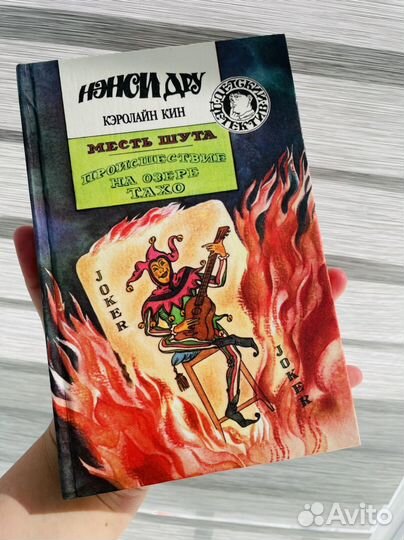 НЭНСИ ДРУ
КЭРОЛАЙН КИН
ДЕТСКИЙ
ДЕТЕКТИВ
МЕСТЬ ШУТА
ПРОИСШЕСТВИЕ
НА ОЗЕРЕ
ТАХО
JOKER
JOKER
Avito